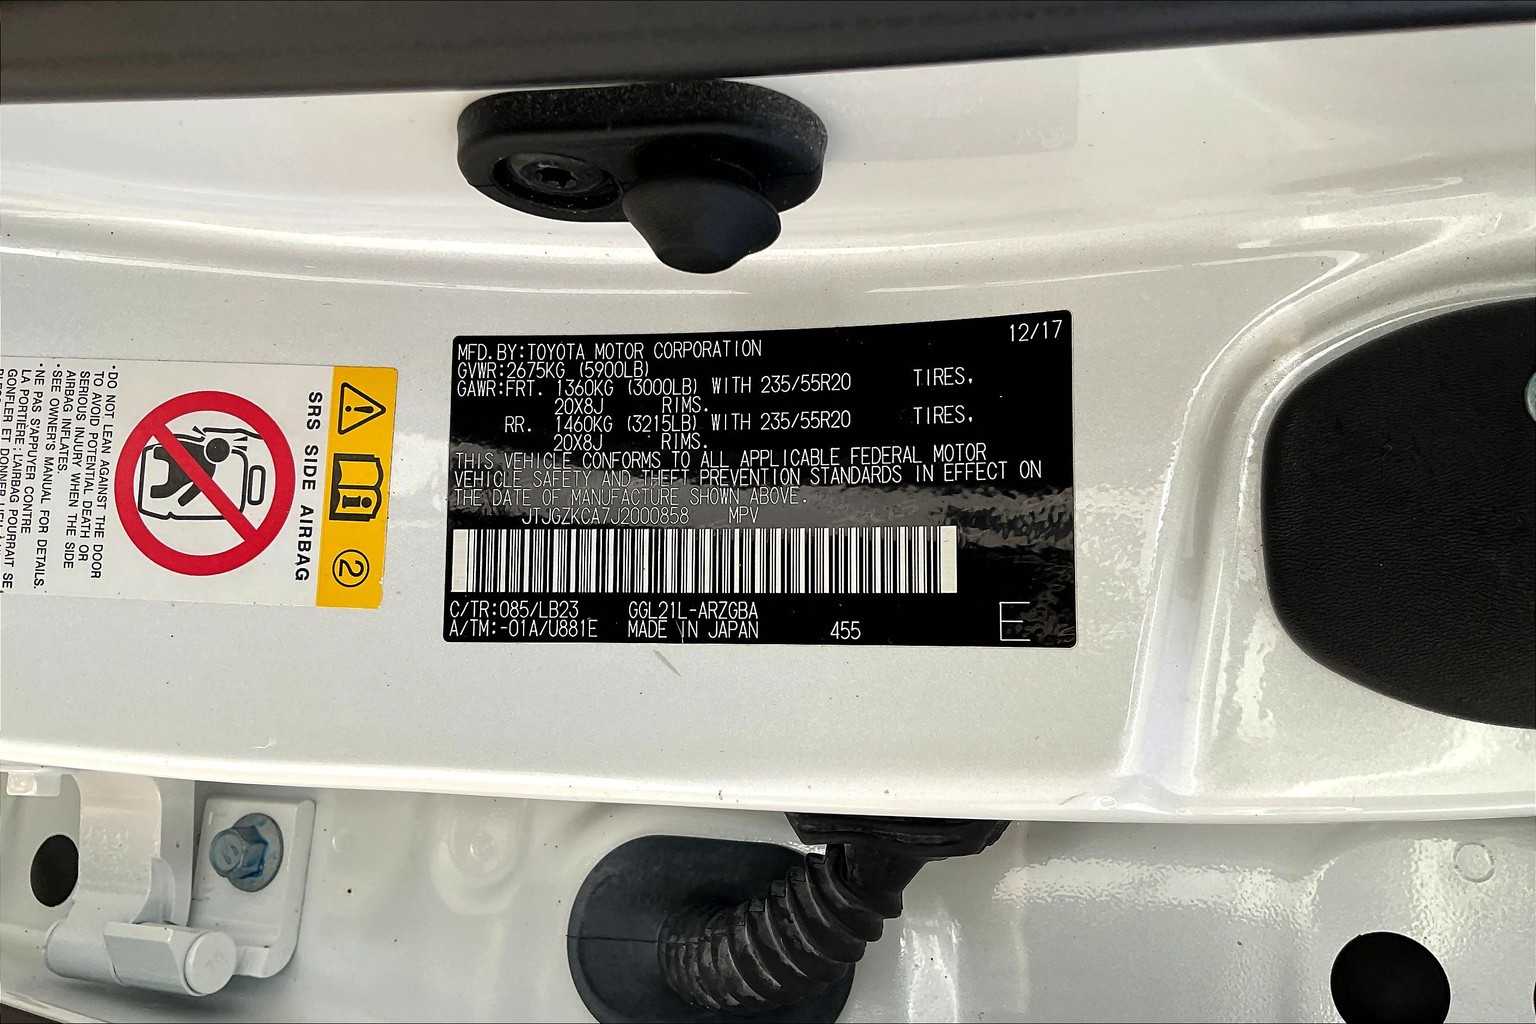 12/17
MFD. BY: TOYOTA MOTOR CORPORATION
GVWR: 2675KG (5900LB)
GAWR: FRT. 1360KG (3000LB) WITH 235/55R20 TIRES,
20X8J RIMS.
RR. 1460KG (3215LB) WITH 235/55R20 TIRES,
20X8J RIMS.
THIS VEHICLE CONFORMS TO ALL APPLICABLE FEDERAL MOTOR
VEHICLE SAFETY AND THEFT PREVENTION STANDARDS IN EFFECT ON
THE DATE OF MANUFACTURE SHOWN ABOVE.
JTJGZKCA7J2000858 MPV
C/TR: 085/LB23 GGL21L-ARZGBA
A/TM: -01A/U881E MADE IN JAPAN 455 E
2
SRS SIDE AIRBAG
• DO NOT LEAN AGAINST THE DOOR
TO AVOID POTENTIAL DEATH OR
SERIOUS INJURY WHEN THE SIDE
AIRBAG INFLATES.
• SEE OWNER'S MANUAL FOR DETAILS.
• NE PAS S'APPUYER CONTRE
LA PORTIÈRE : L'AIRBAG POURRAIT SE
GONFLER ET DONNER LIEU